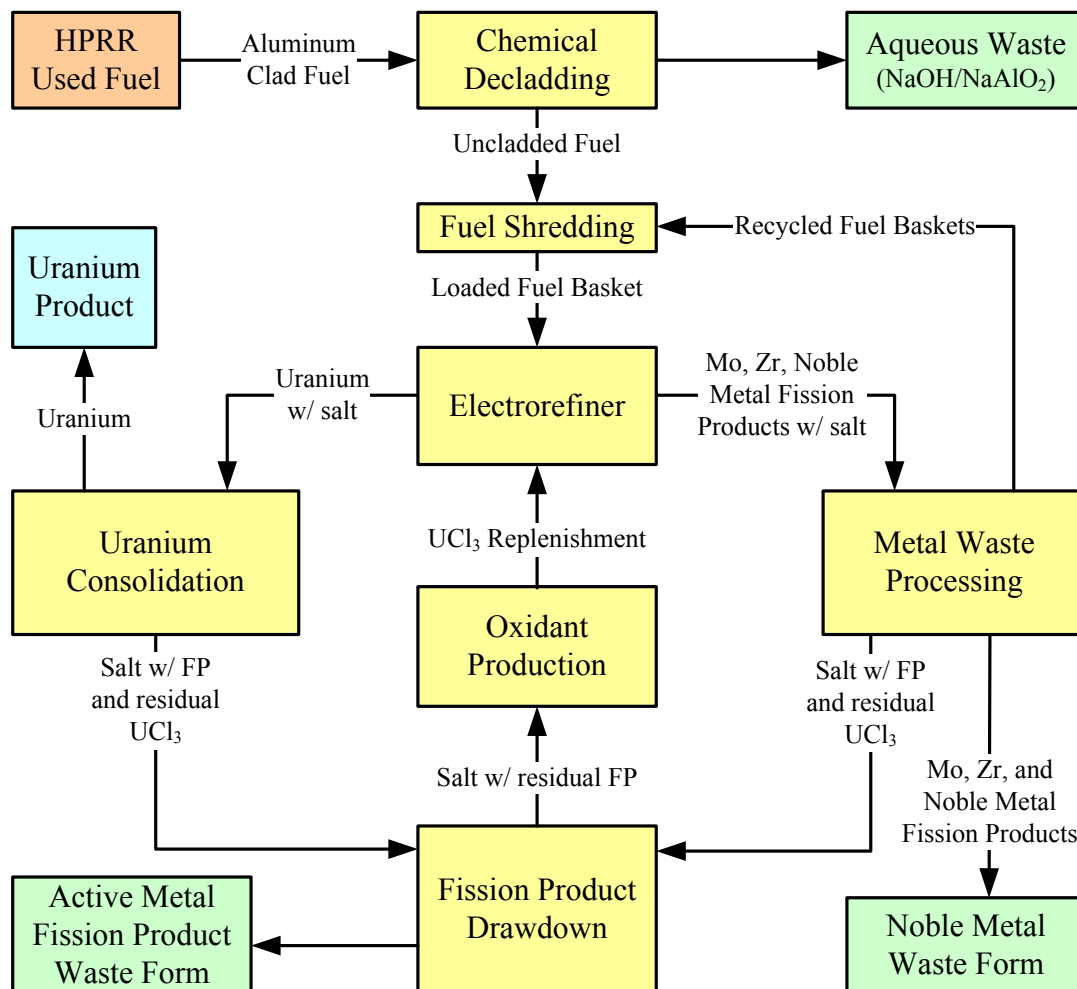 HPRR
Used Fuel
Aluminum
Clad Fuel
Chemical
Decladding
Aqueous Waste
(NaOH/NaAlO₂)
Uncladded Fuel
Fuel Shredding
Recycled Fuel Baskets
Uranium
Product
Loaded Fuel Basket
Uranium
w/ salt
Electrorefiner
Mo, Zr, Noble
Metal Fission
Products w/ salt
Uranium
Uranium
Consolidation
UCl₃ Replenishment
Metal Waste
Processing
Oxidant
Production
Salt w/ FP
and residual
UCl₃
Salt w/ FP
and residual
UCl₃
Salt w/ residual FP
Mo, Zr, and
Noble Metal
Fission Products
Fission Product
Drawdown
Active Metal
Fission Product
Waste Form
Noble Metal
Waste Form